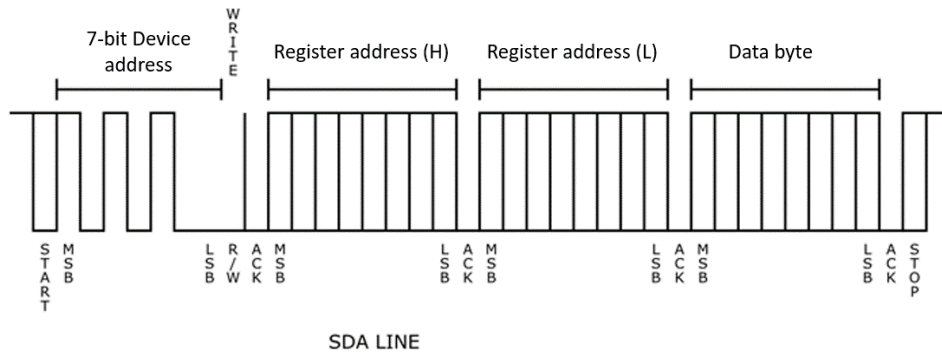 WRITE
7-bit Device
address
Register address (H)
Register address (L)
Data byte
START
MSB
LSB
R/W
ACK
MSB
LSB
ACK
MSB
LSB
ACK
MSB
LSB
ACK
STOP
SDA LINE